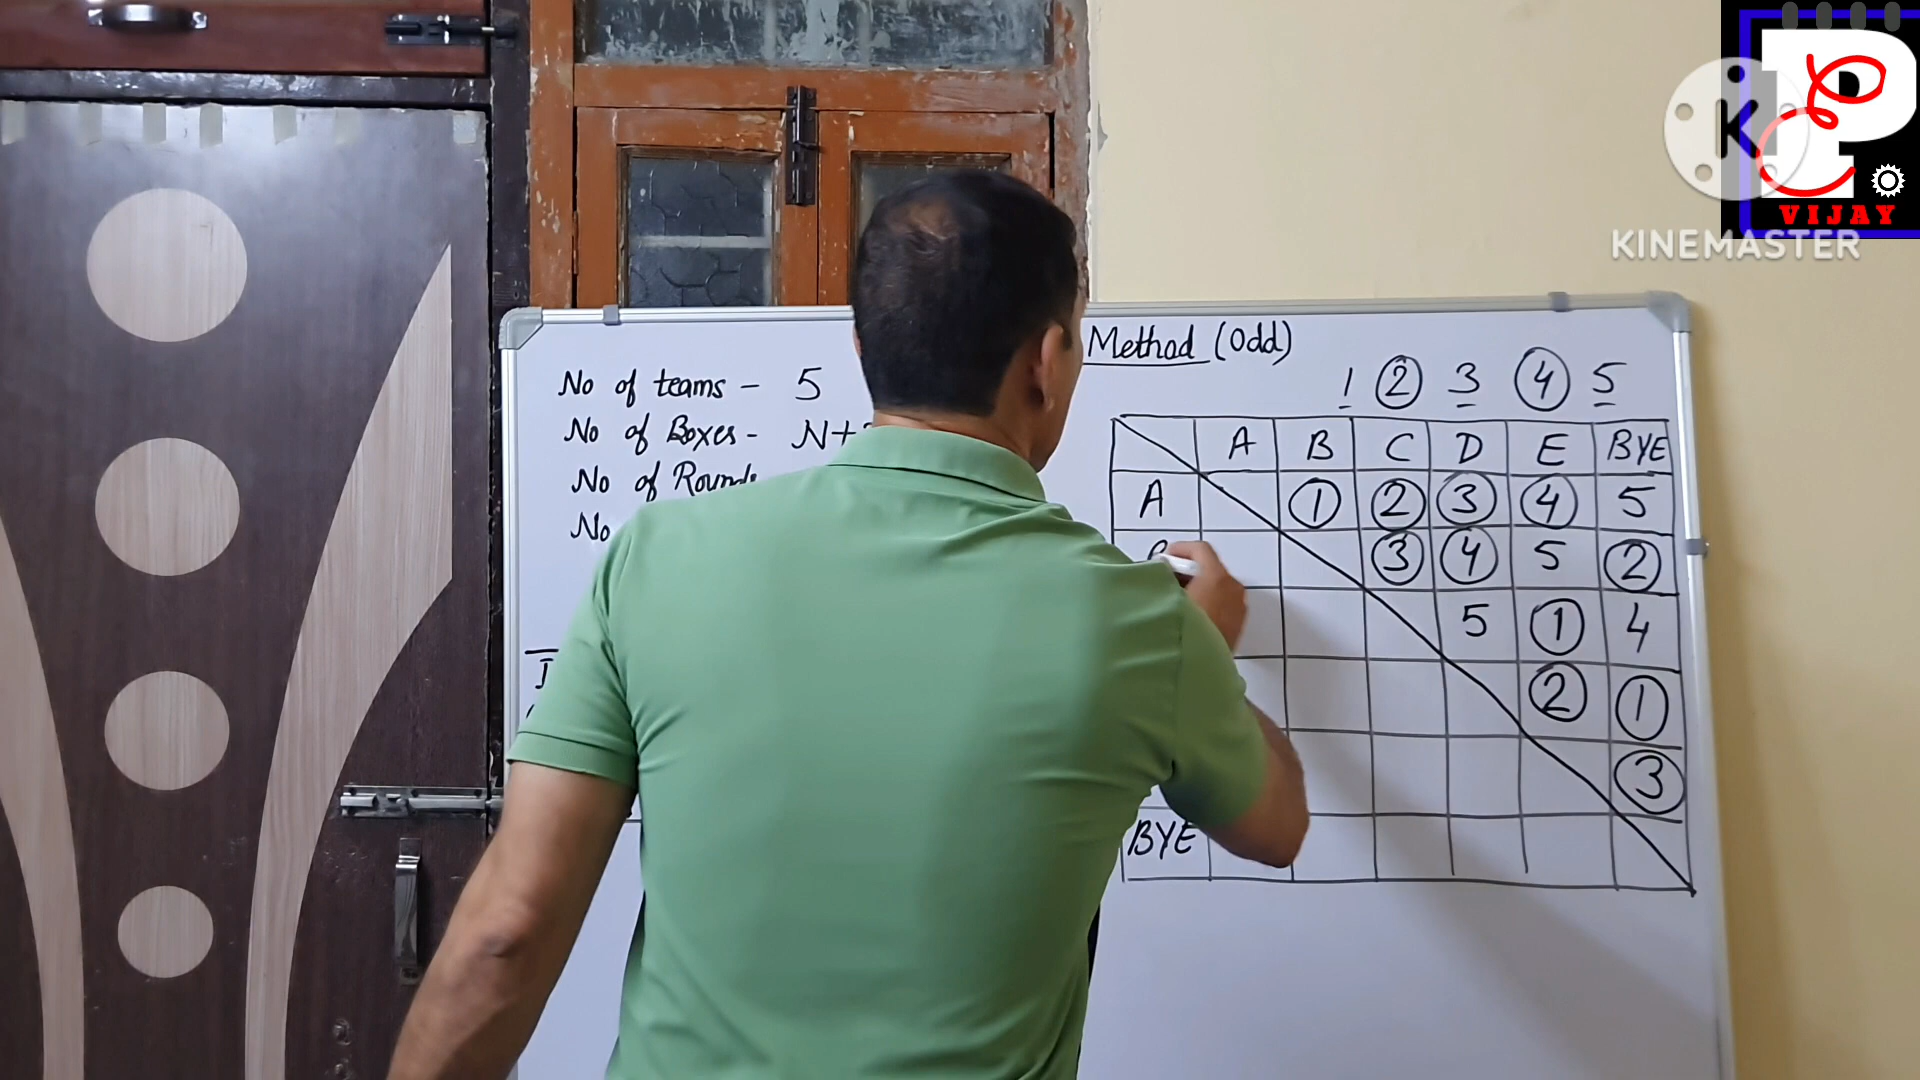 K
P
VIJAY
KINEMASTER
Method (Odd)
No of teams - 5
No of Boxes - N+
No of Rounds
No
1 2 3 4 5
A B C D E BYE
A 1 2 3 4 5
3 4 5 2
5 1 4
2 1
3
BYE